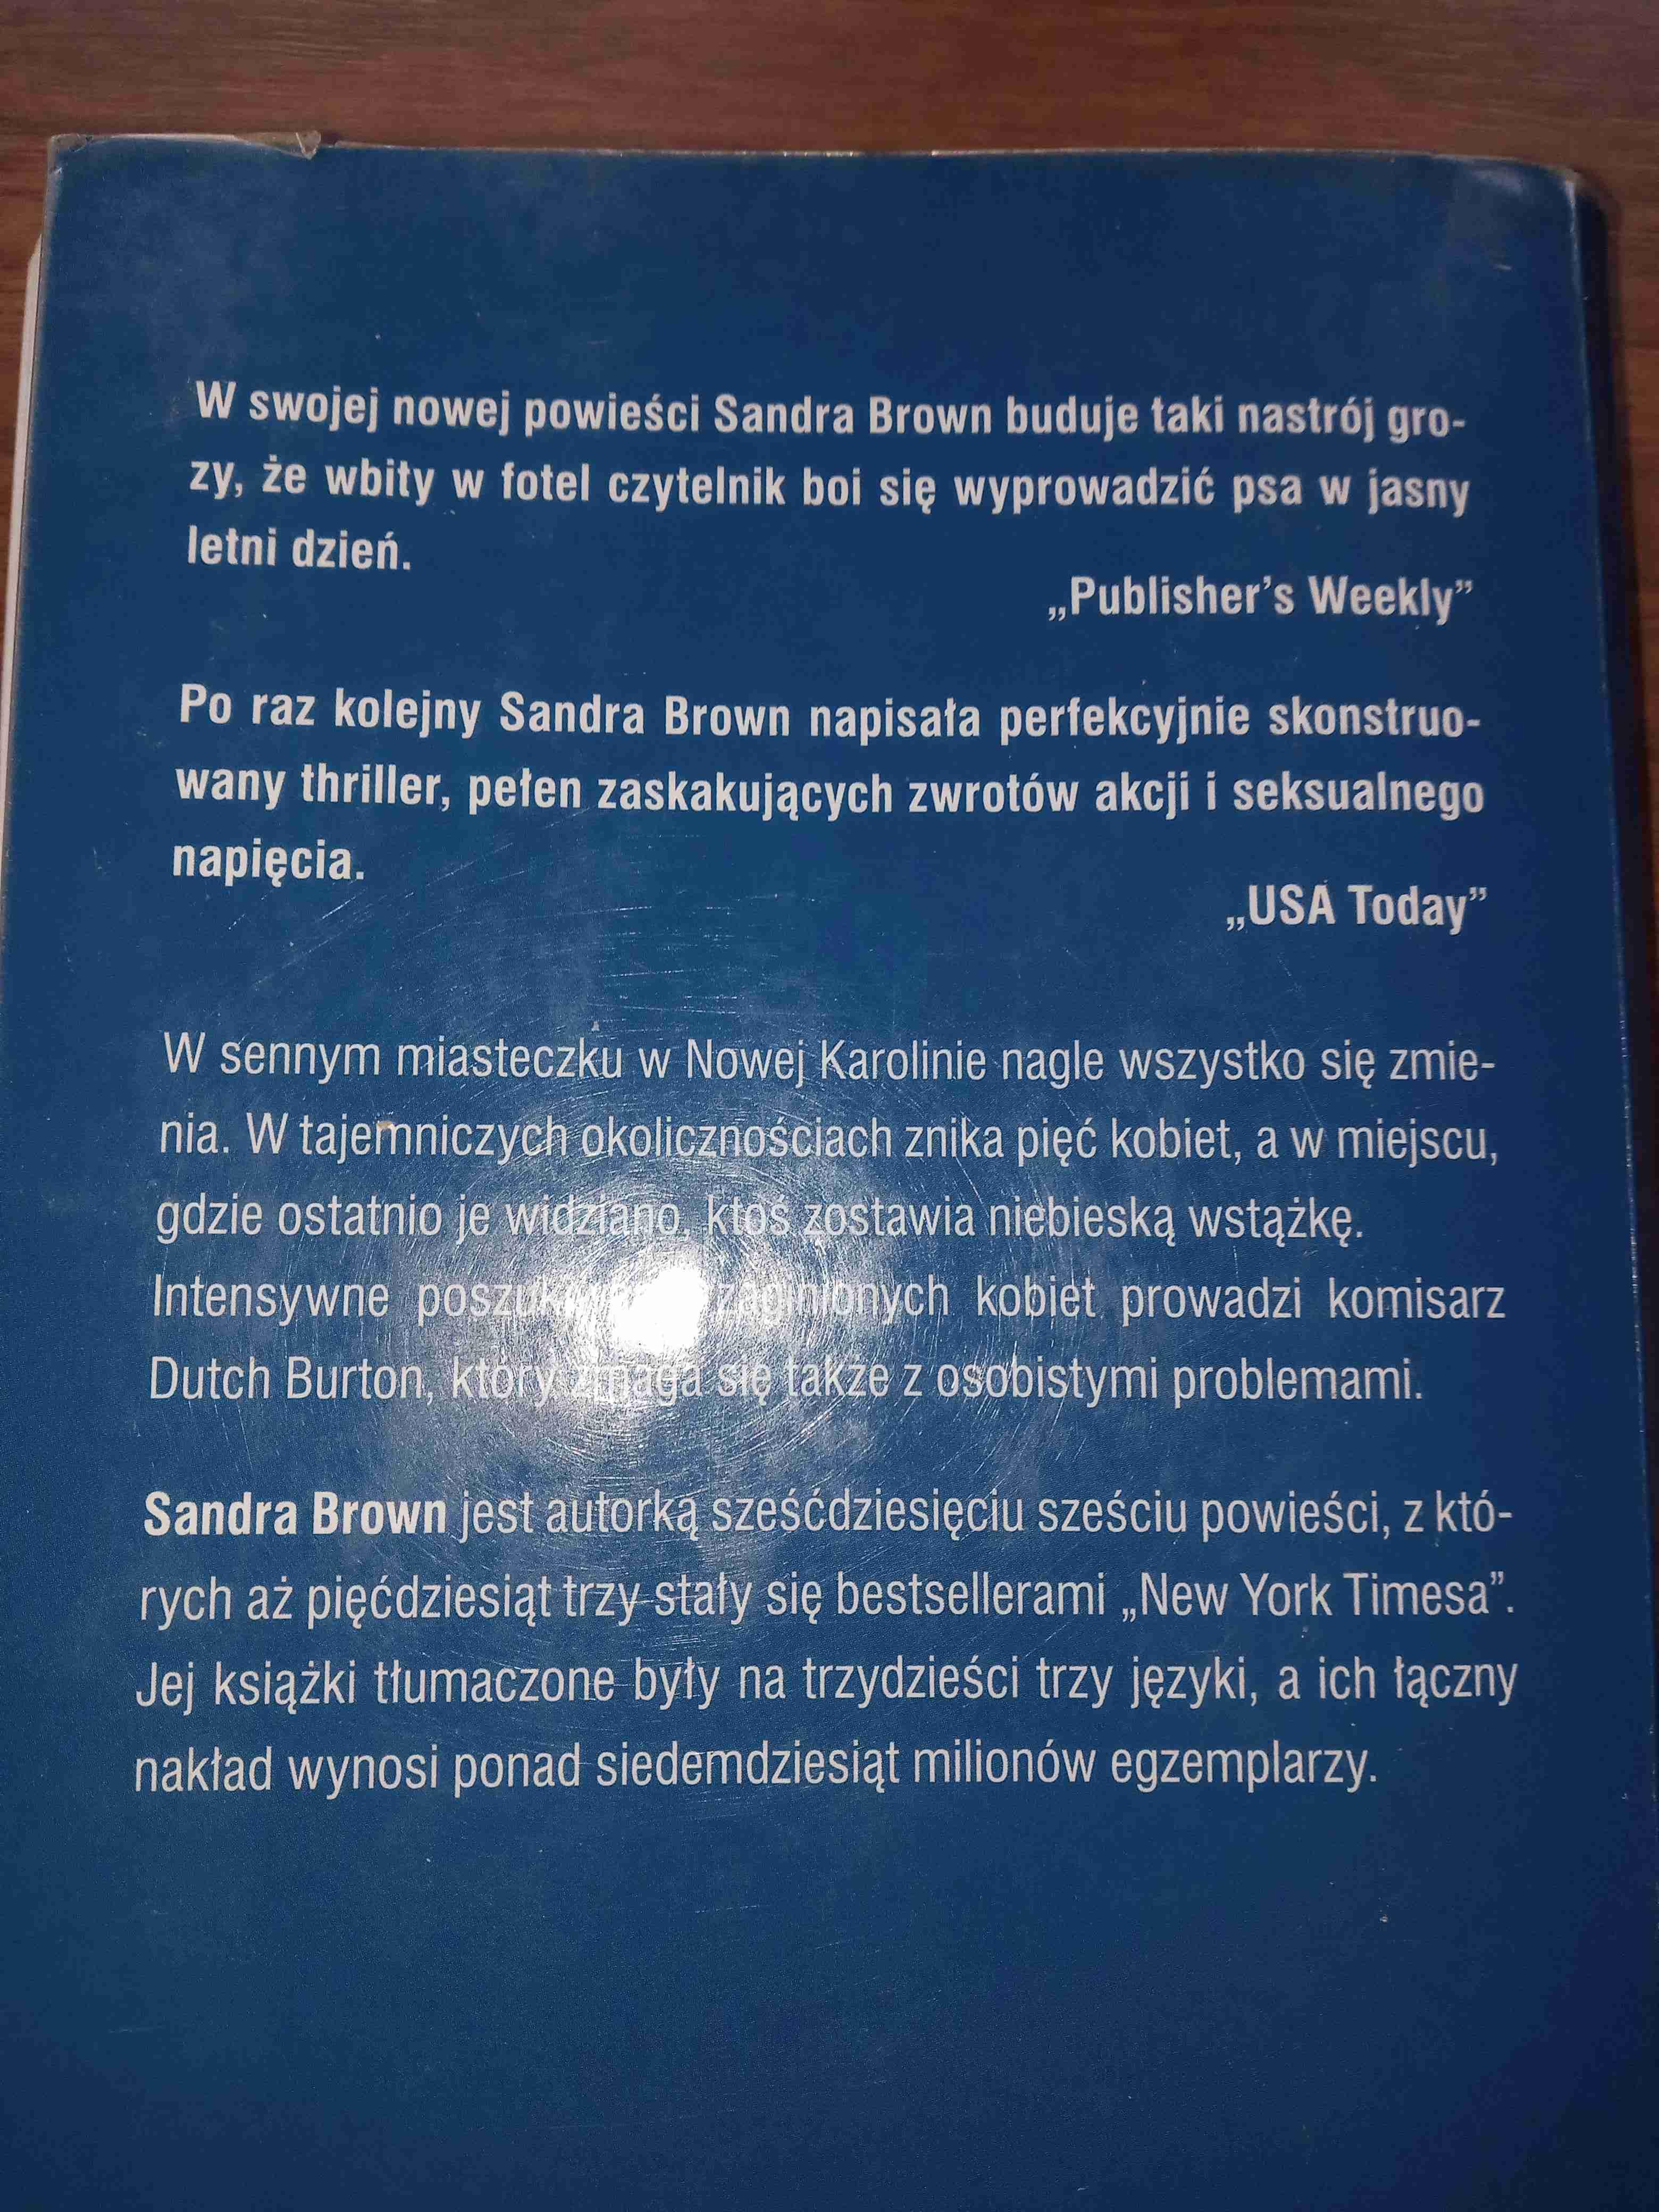 W swojej nowej powieści Sandra Brown buduje taki nastrój gro-
zy, że wbity w fotel czytelnik boi się wyprowadzić psa w jasny
letni dzień.
„Publisher's Weekly”
Po raz kolejny Sandra Brown napisała perfekcyjnie skonstruo-
wany thriller, pełen zaskakujących zwrotów akcji i seksualnego
napięcia.
„USA Today”
W sennym miasteczku w Nowej Karolinie nagle wszystko się zmie-
nia. W tajemniczych okolicznościach znika pięć kobiet, a w miejscu,
gdzie ostatnio je widziano, ktoś zostawia niebieską wstążkę.
Intensywne zaginionych kobiet prowadzi komisarz
Dutch Burton, który zmaga się także z osobistymi problemami.
Sandra Brown jest autorką sześćdziesięciu sześciu powieści, z któ-
rych aż pięćdziesiąt trzy stały się bestsellerami „New York Timesa”.
Jej książki tłumaczone były na trzydzieści trzy języki, a ich łączny
nakład wynosi ponad siedemdziesiąt milionów egzemplarzy.